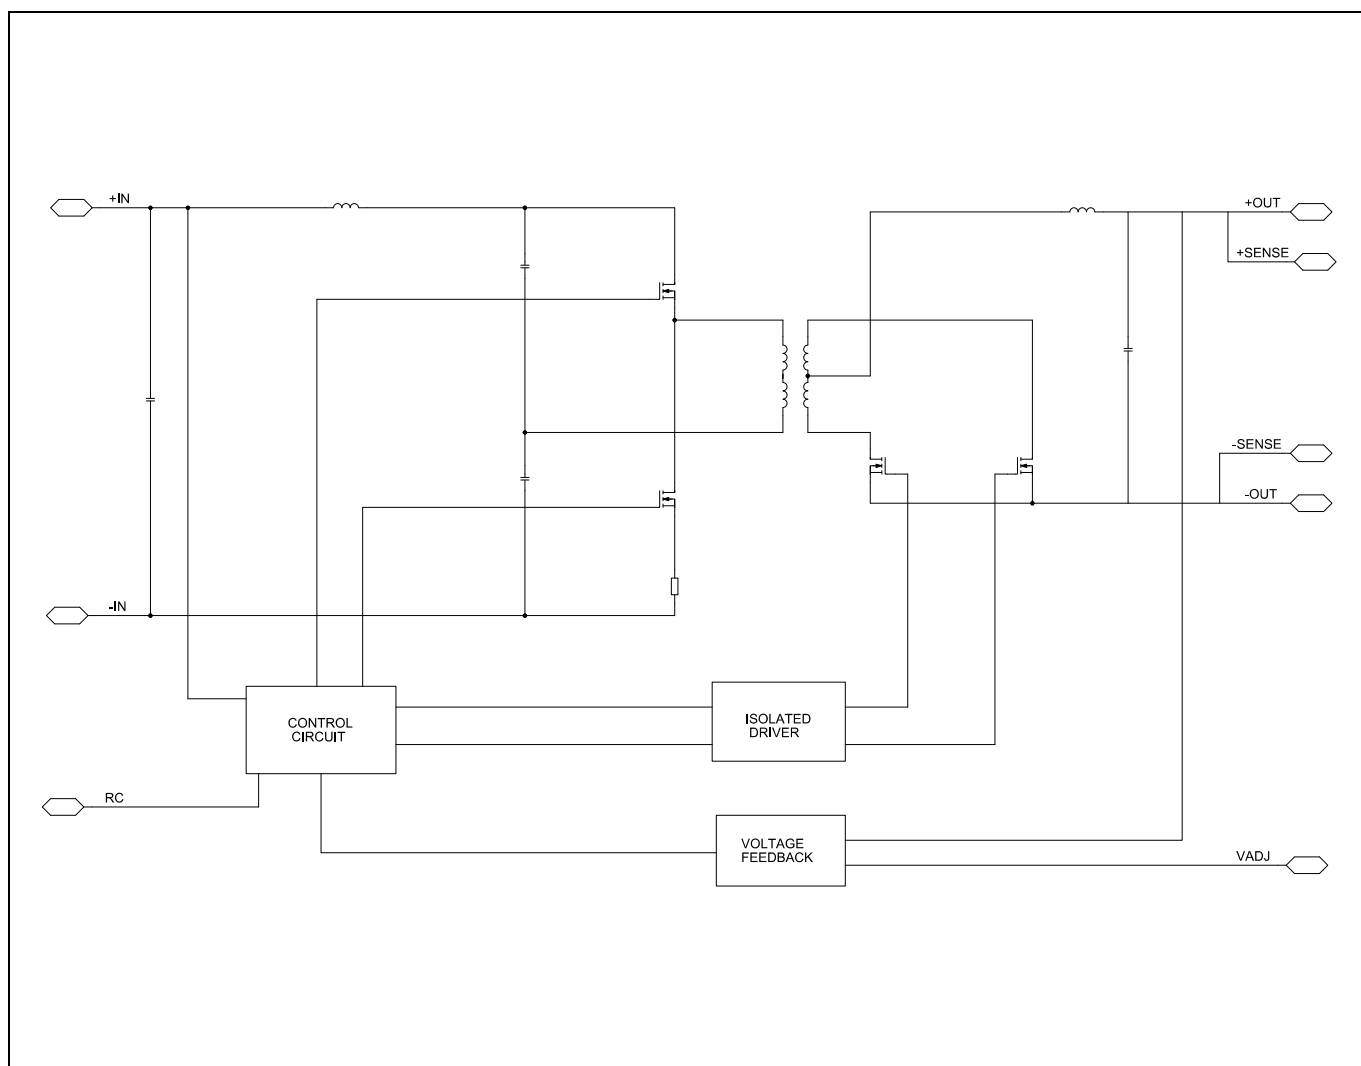 +IN
+OUT
+SENSE
-SENSE
-OUT
-IN
CONTROL
CIRCUIT
ISOLATED
DRIVER
RC
VOLTAGE
FEEDBACK
VADJ